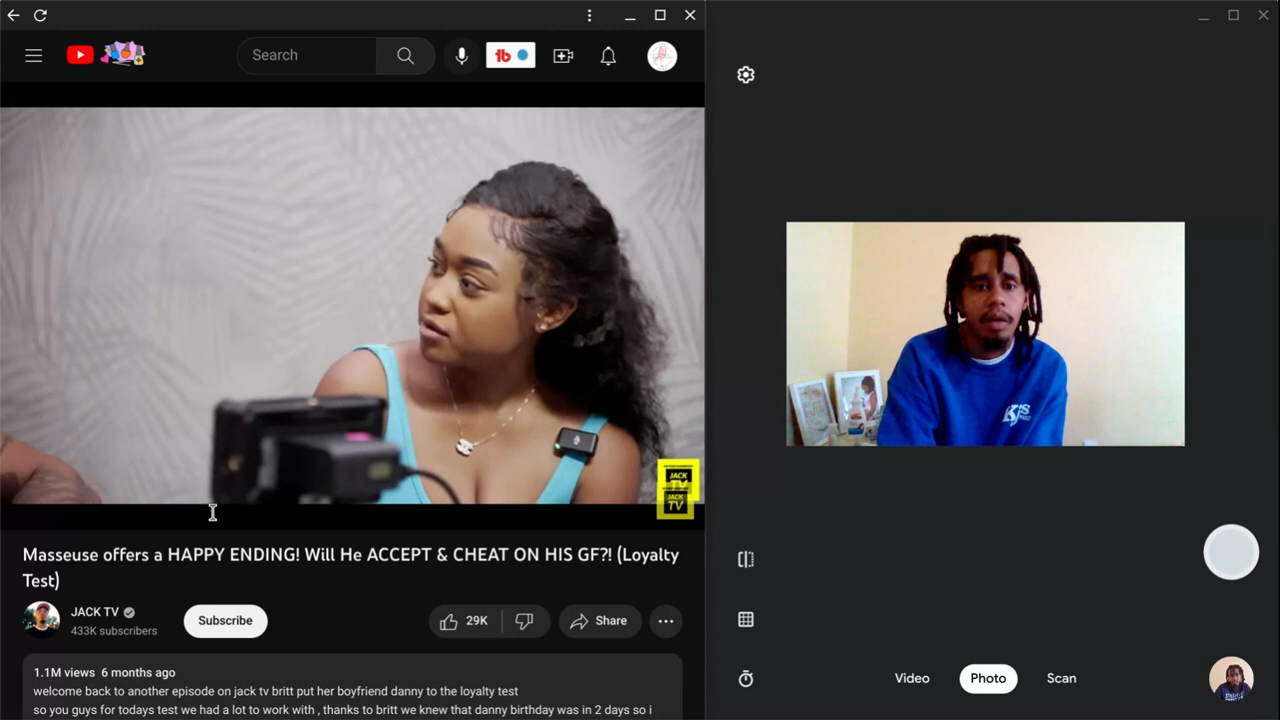 Search
JACK
TV
JACK
TV
Masseuse offers a HAPPY ENDING! Will He ACCEPT & CHEAT ON HIS GF?! (Loyalty
Test)
JACK TV
433K subscribers
Subscribe
29K
Share
1.1M views 6 months ago
welcome back to another episode on jack tv britt put her boyfriend danny to the loyalty test
so you guys for todays test we had a lot to work with , thanks to britt we knew that danny birthday was in 2 days so i
KJ's
Video
Photo
Scan